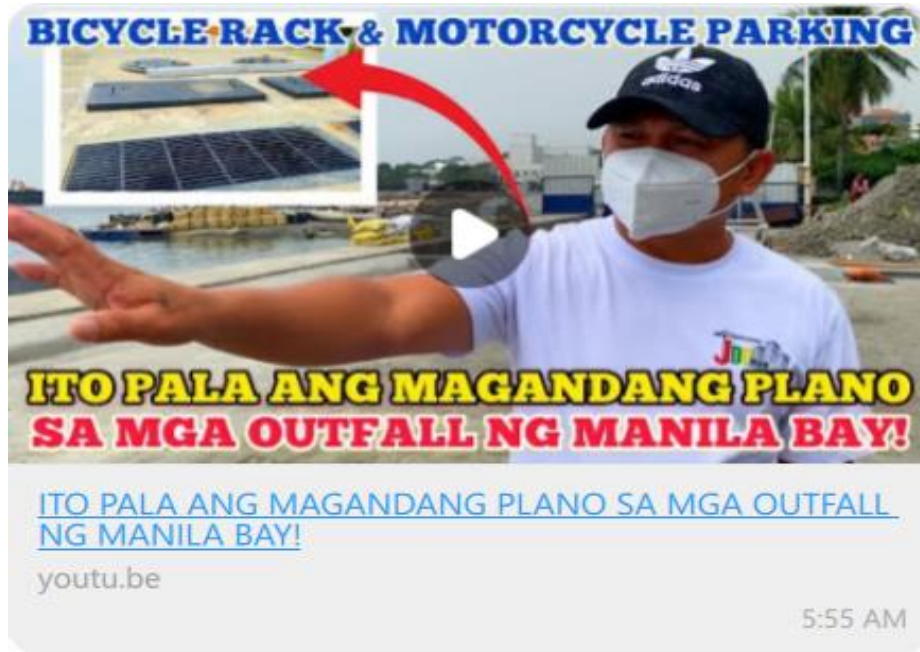 BICYCLE RACK & MOTORCYCLE PARKING
adidas
ITO PALA ANG MAGANDANG PLANO
SA MGA OUTFALL NG MANILA BAY!
ITO PALA ANG MAGANDANG PLANO SA MGA OUTFALL
NG MANILA BAY!
youtu.be
5:55 AM